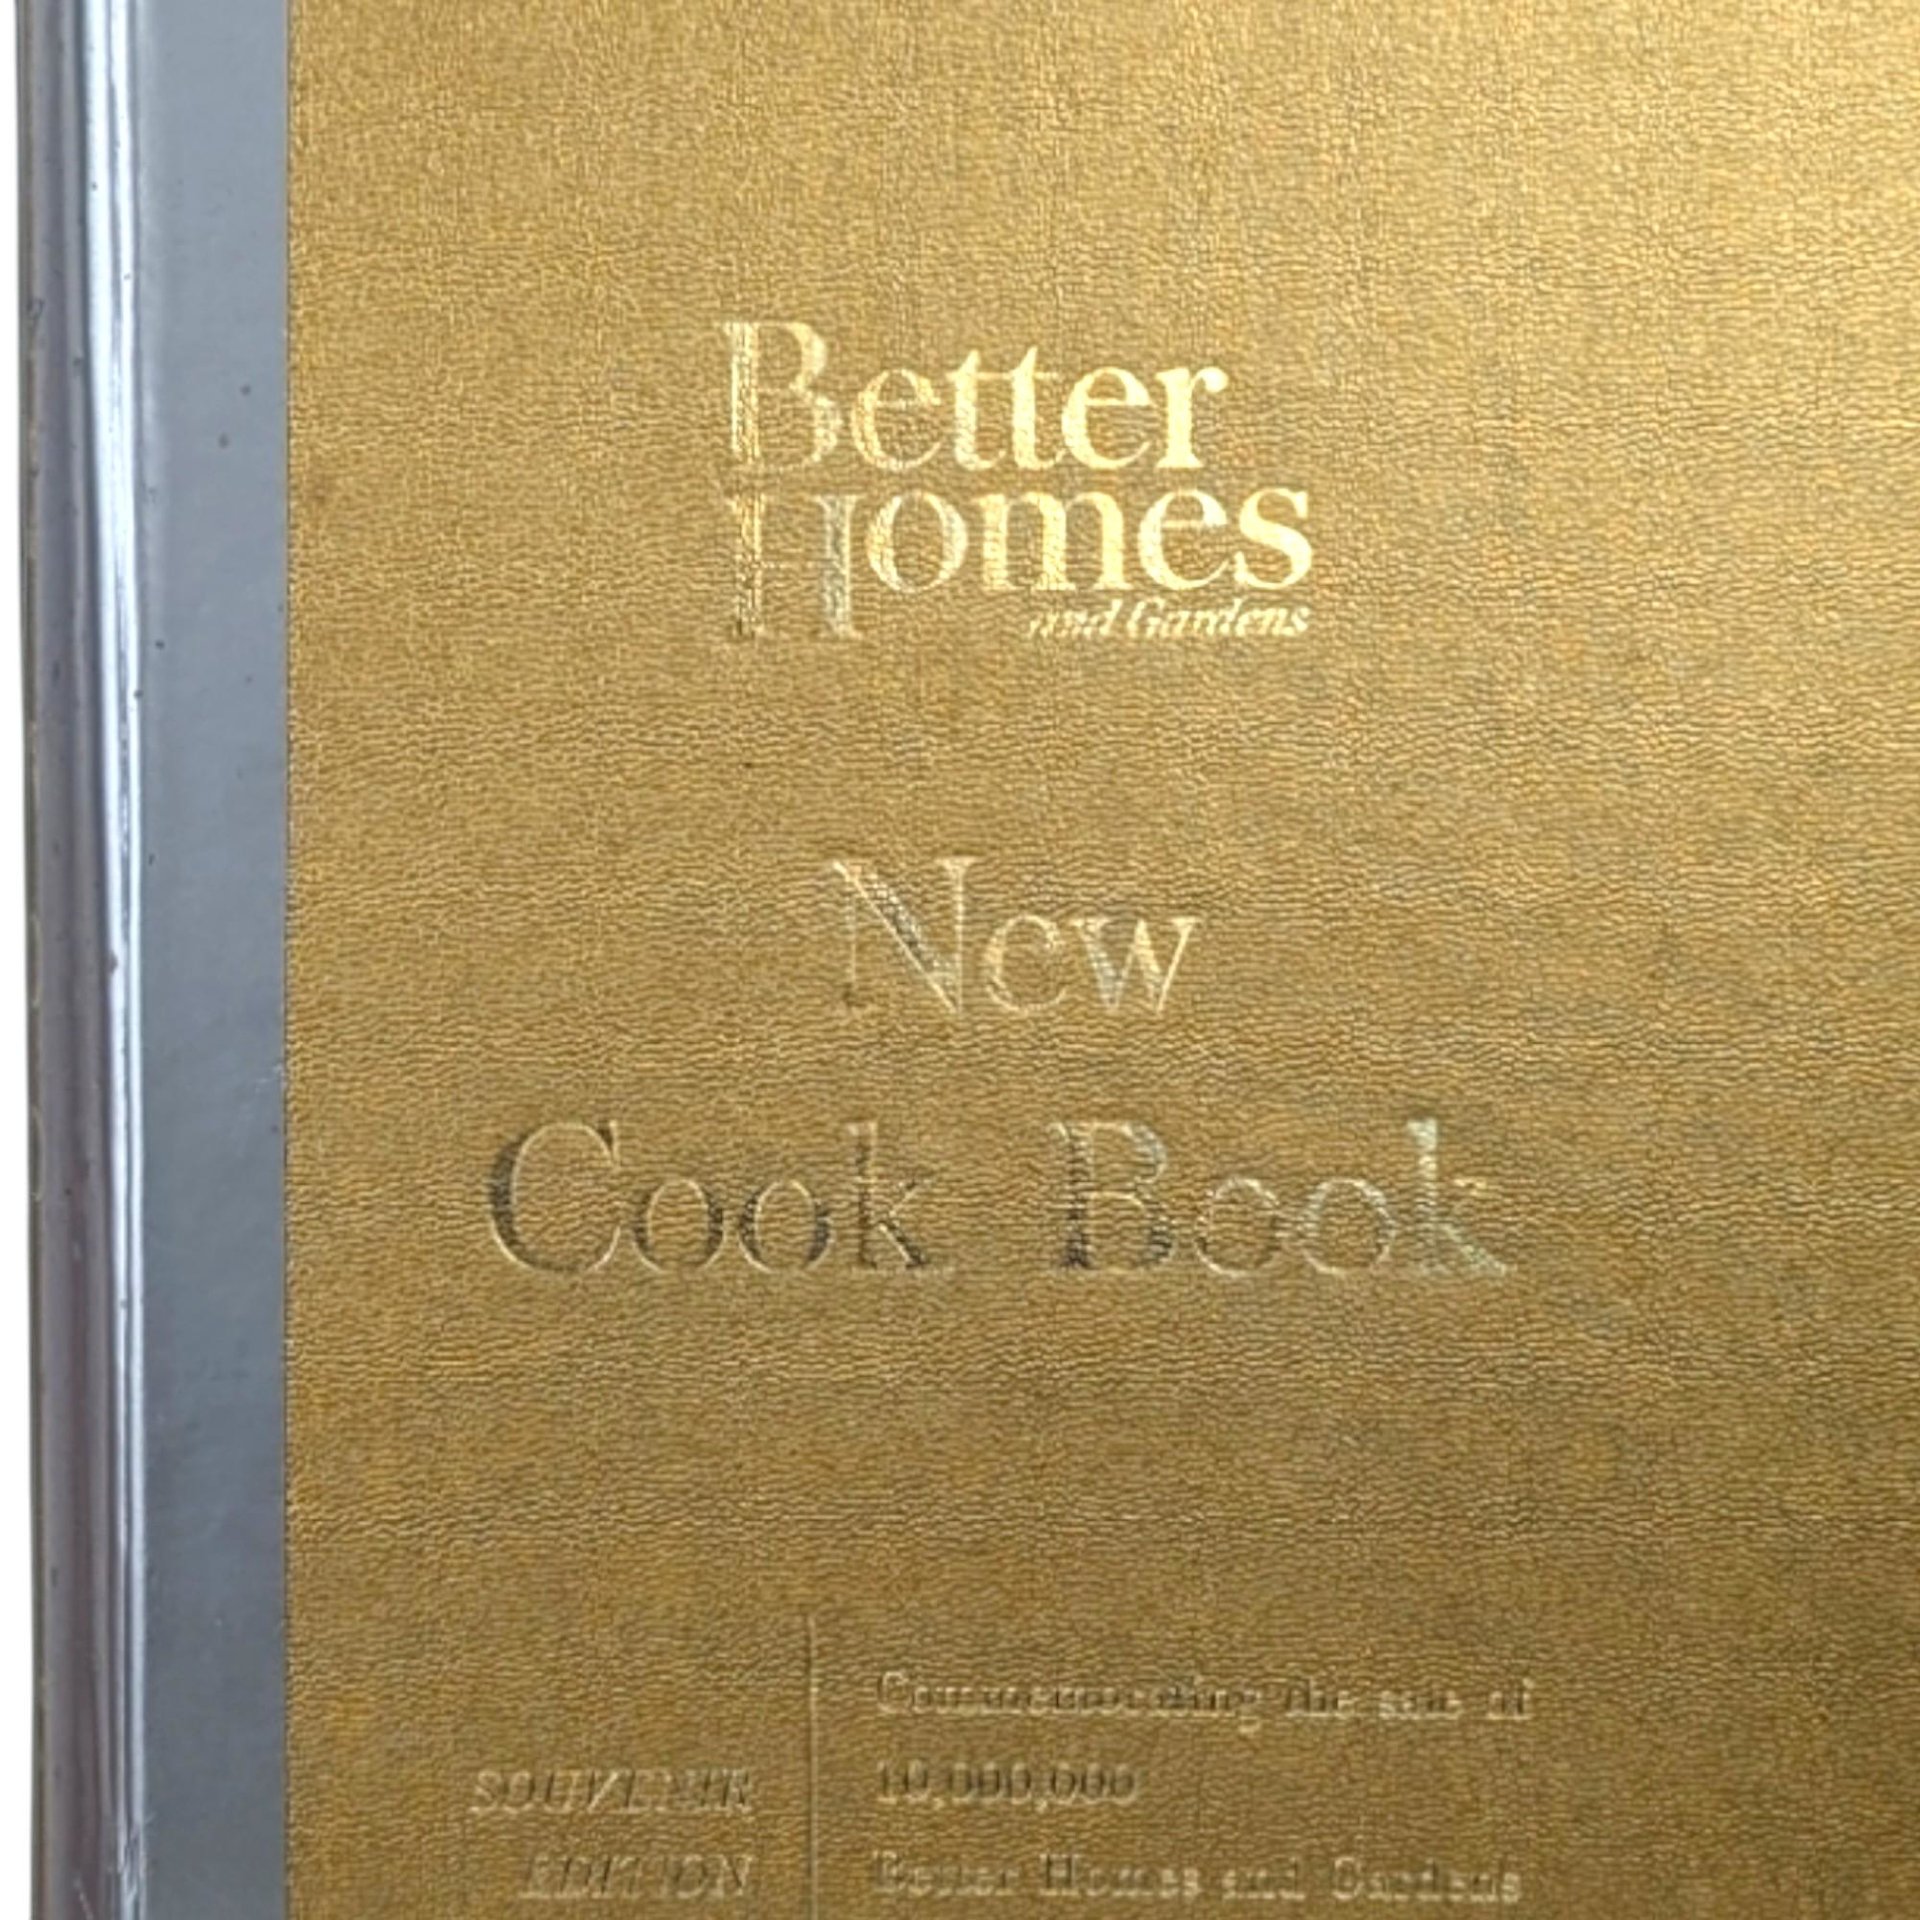 Better
Homes
and Gardens
New
Cook Book
SOUVENIR
EDITION
Commemorating the sale of
10,000,000
Better Homes and Gardens